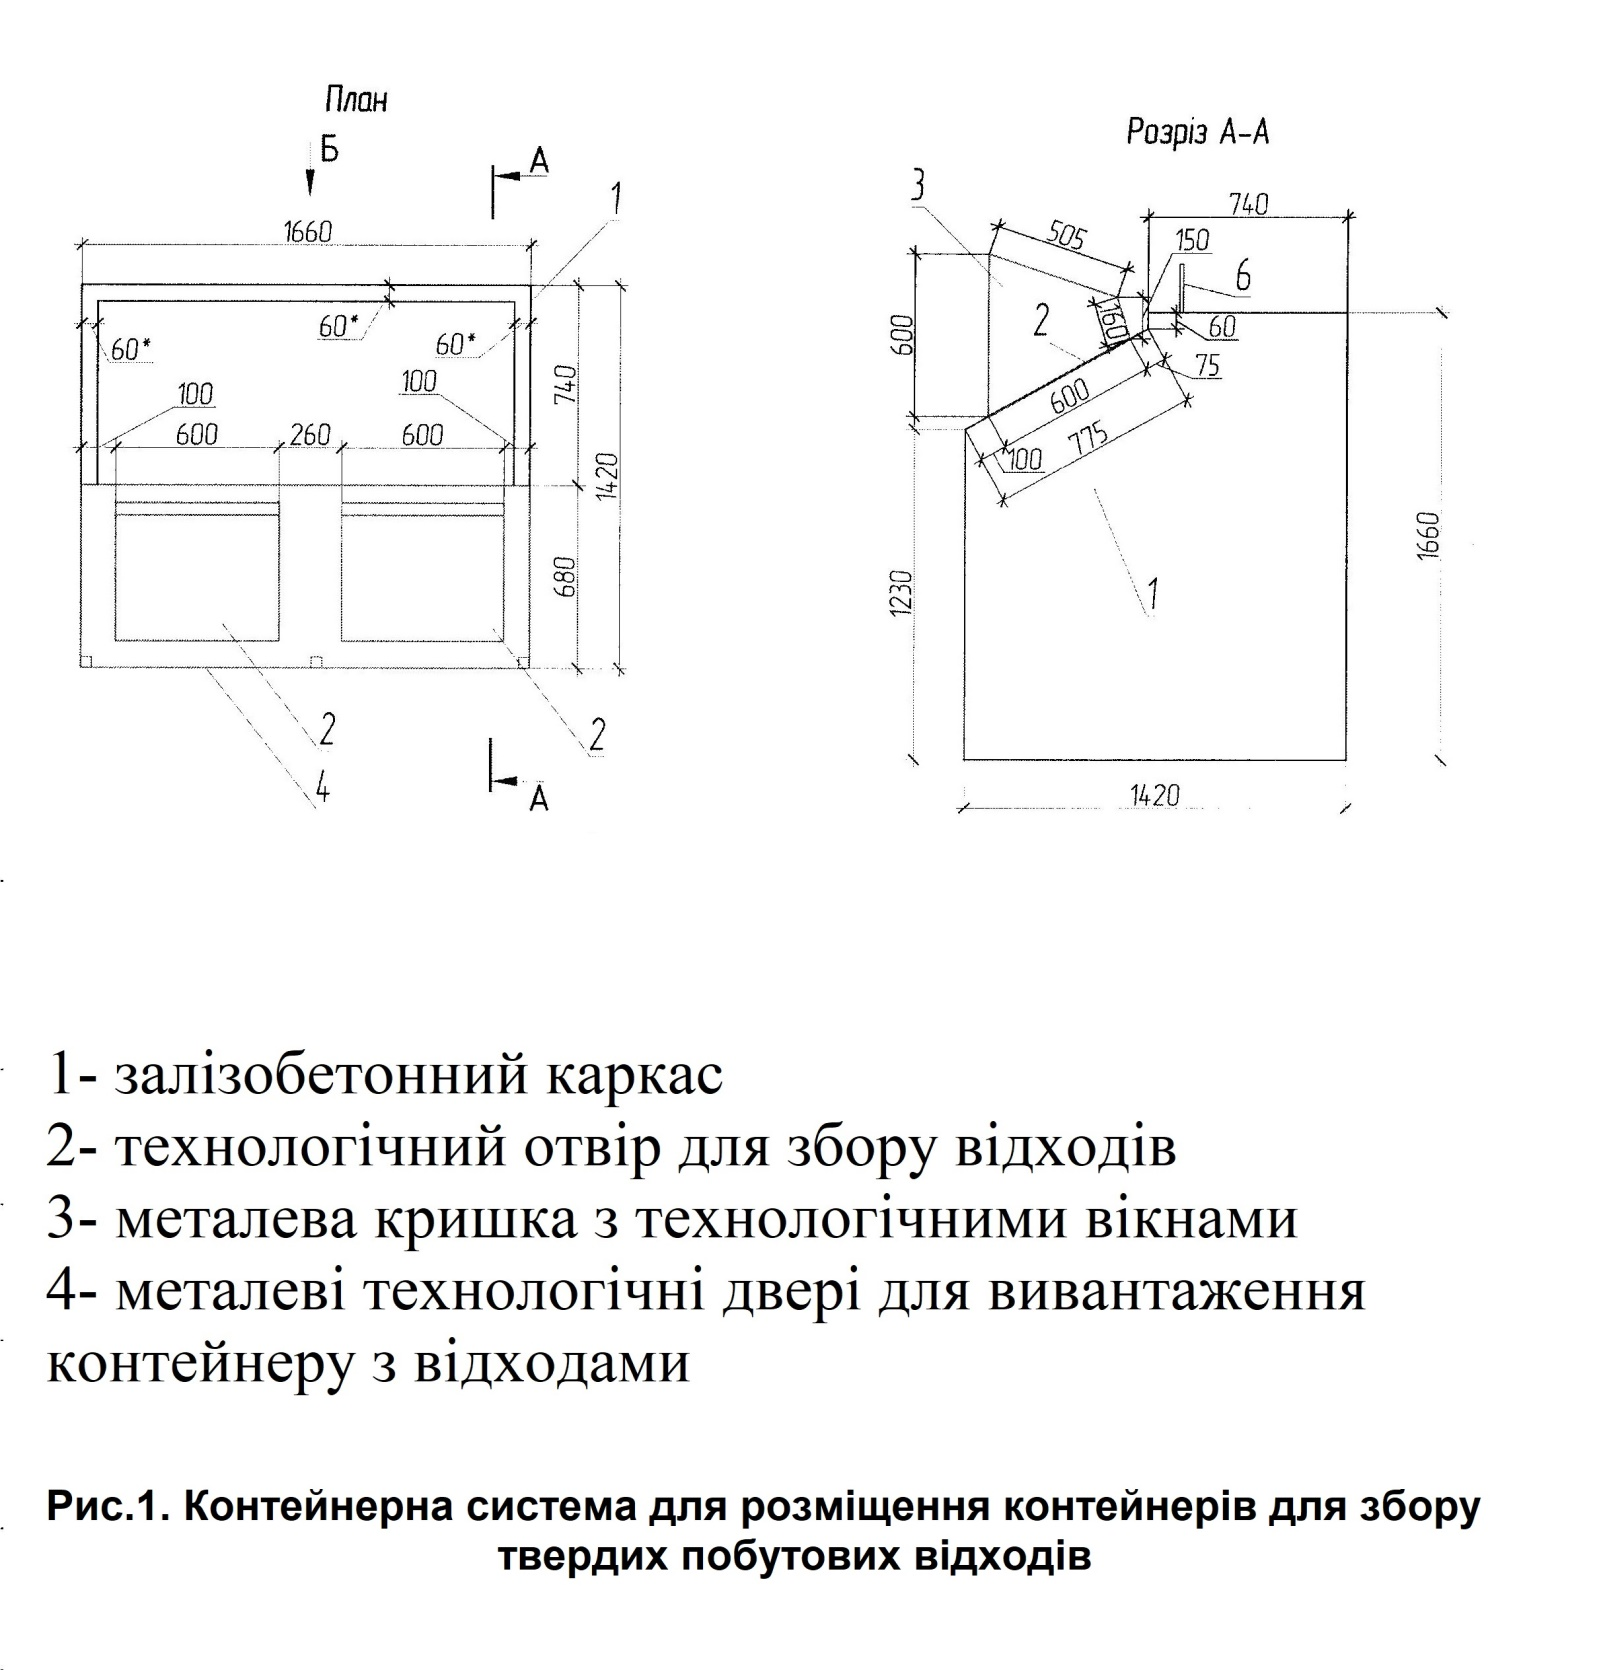 План
Б
А
1
1660
60*
60*
60*
100
100
600
260
600
740
1420
680
2
2
4
А
Розріз А-А
3
740
505
150
6
2
160
60
600
75
600
775
100
1230
1
1660
1420
1- залізобетонний каркас
2- технологічний отвір для збору відходів
3- металева кришка з технологічними вікнами
4- металеві технологічні двері для вивантаження
контейнеру з відходами
Рис.1. Контейнерна система для розміщення контейнерів для збору
твердих побутових відходів